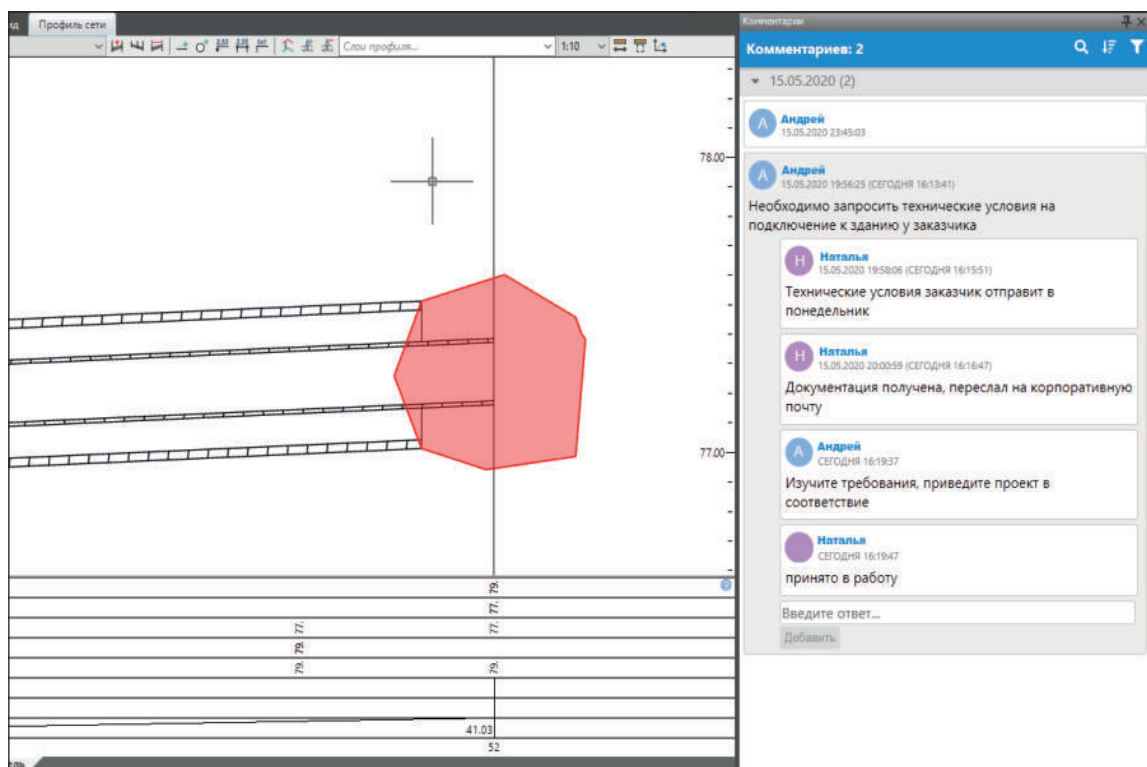 Профиль сети
Слои профиля...
1:10
78.00
77.00
79.
77.
77. 77.
79.
79. 79.
41.03
52
Комментарии
Комментариев: 2
15.05.2020 (2)
А
Андрей
15.05.2020 23:45:03
А
Андрей
15.05.2020 19:56:25 (СЕГОДНЯ 16:13:41)
Необходимо запросить технические условия на
подключение к зданию у заказчика
Н
Наталья
15.05.2020 19:58:06 (СЕГОДНЯ 16:15:51)
Технические условия заказчик отправит в
понедельник
Н
Наталья
15.05.2020 20:00:59 (СЕГОДНЯ 16:16:47)
Документация получена, переслал на корпоративную
почту
А
Андрей
СЕГОДНЯ 16:19:37
Изучите требования, приведите проект в
соответствие
Наталья
СЕГОДНЯ 16:19:47
принято в работу
Введите ответ...
Добавить